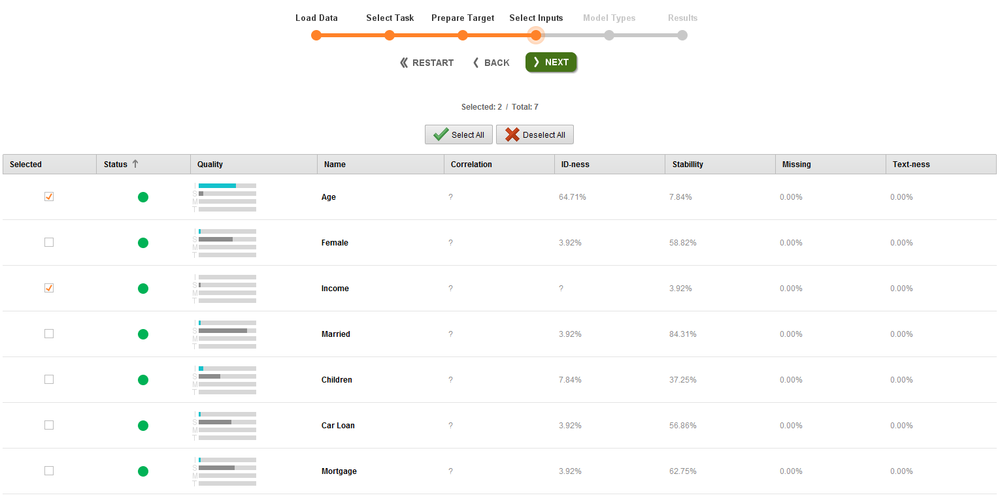 Load Data Select Task Prepare Target Select Inputs Model Types Results
RESTART BACK NEXT
Selected: 2 / Total: 7
Select All Deselect All
Selected Status Quality Name Correlation ID-ness Stabillity Missing Text-ness
I S M T Age ? 64.71% 7.84% 0.00% 0.00%
I S M T Female ? 3.92% 58.82% 0.00% 0.00%
I S M T Income ? ? 3.92% 0.00% 0.00%
I S M T Married ? 3.92% 84.31% 0.00% 0.00%
I S M T Children ? 7.84% 37.25% 0.00% 0.00%
I S M T Car Loan ? 3.92% 56.86% 0.00% 0.00%
I S M T Mortgage ? 3.92% 62.75% 0.00% 0.00%